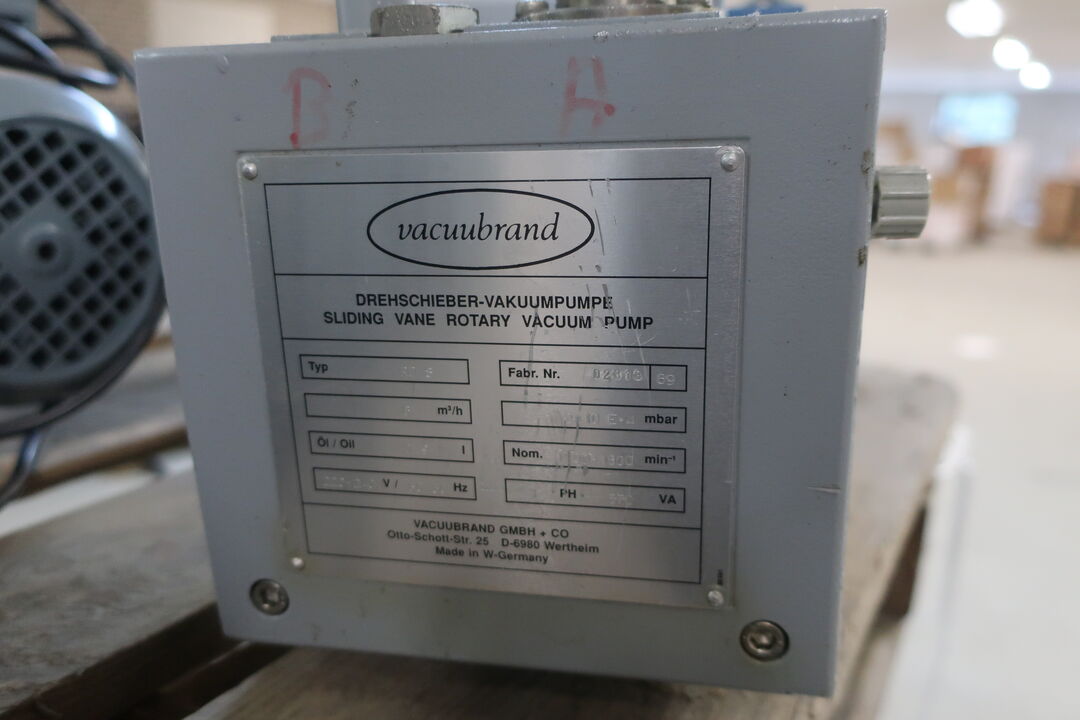 B A
vacuubrand
DREHSCHIEBER-VAKUUMPUMPE
SLIDING VANE ROTARY VACUUM PUMP
Typ
Fabr. Nr.
m³/h
mbar
Öl / Oil l
Nom. min⁻¹
V / Hz
PH VA
VACUUBRAND GMBH + CO
Otto-Schott-Str. 25 D-6980 Wertheim
Made in W-Germany